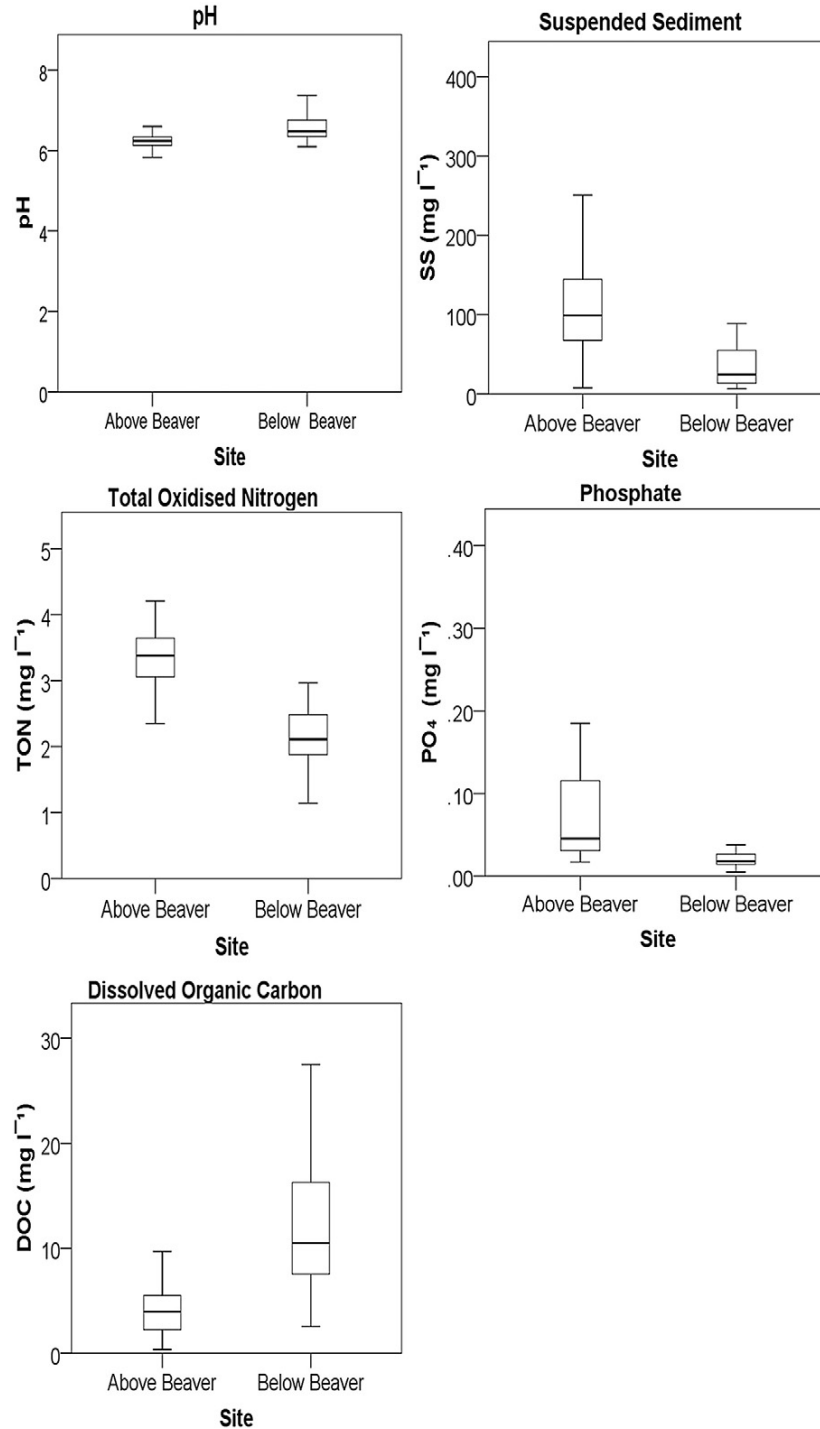 pH
8
6
4
2
0
pH
Above Beaver
Below Beaver
Site
Suspended Sediment
400
300
200
100
0
SS (mg l⁻¹)
Above Beaver
Below Beaver
Site
Total Oxidised Nitrogen
5
4
3
2
1
0
TON (mg l⁻¹)
Above Beaver
Below Beaver
Site
Phosphate
.40
.30
.20
.10
.00
PO₄ (mg l⁻¹)
Above Beaver
Below Beaver
Site
Dissolved Organic Carbon
30
20
10
0
DOC (mg l⁻¹)
Above Beaver
Below Beaver
Site